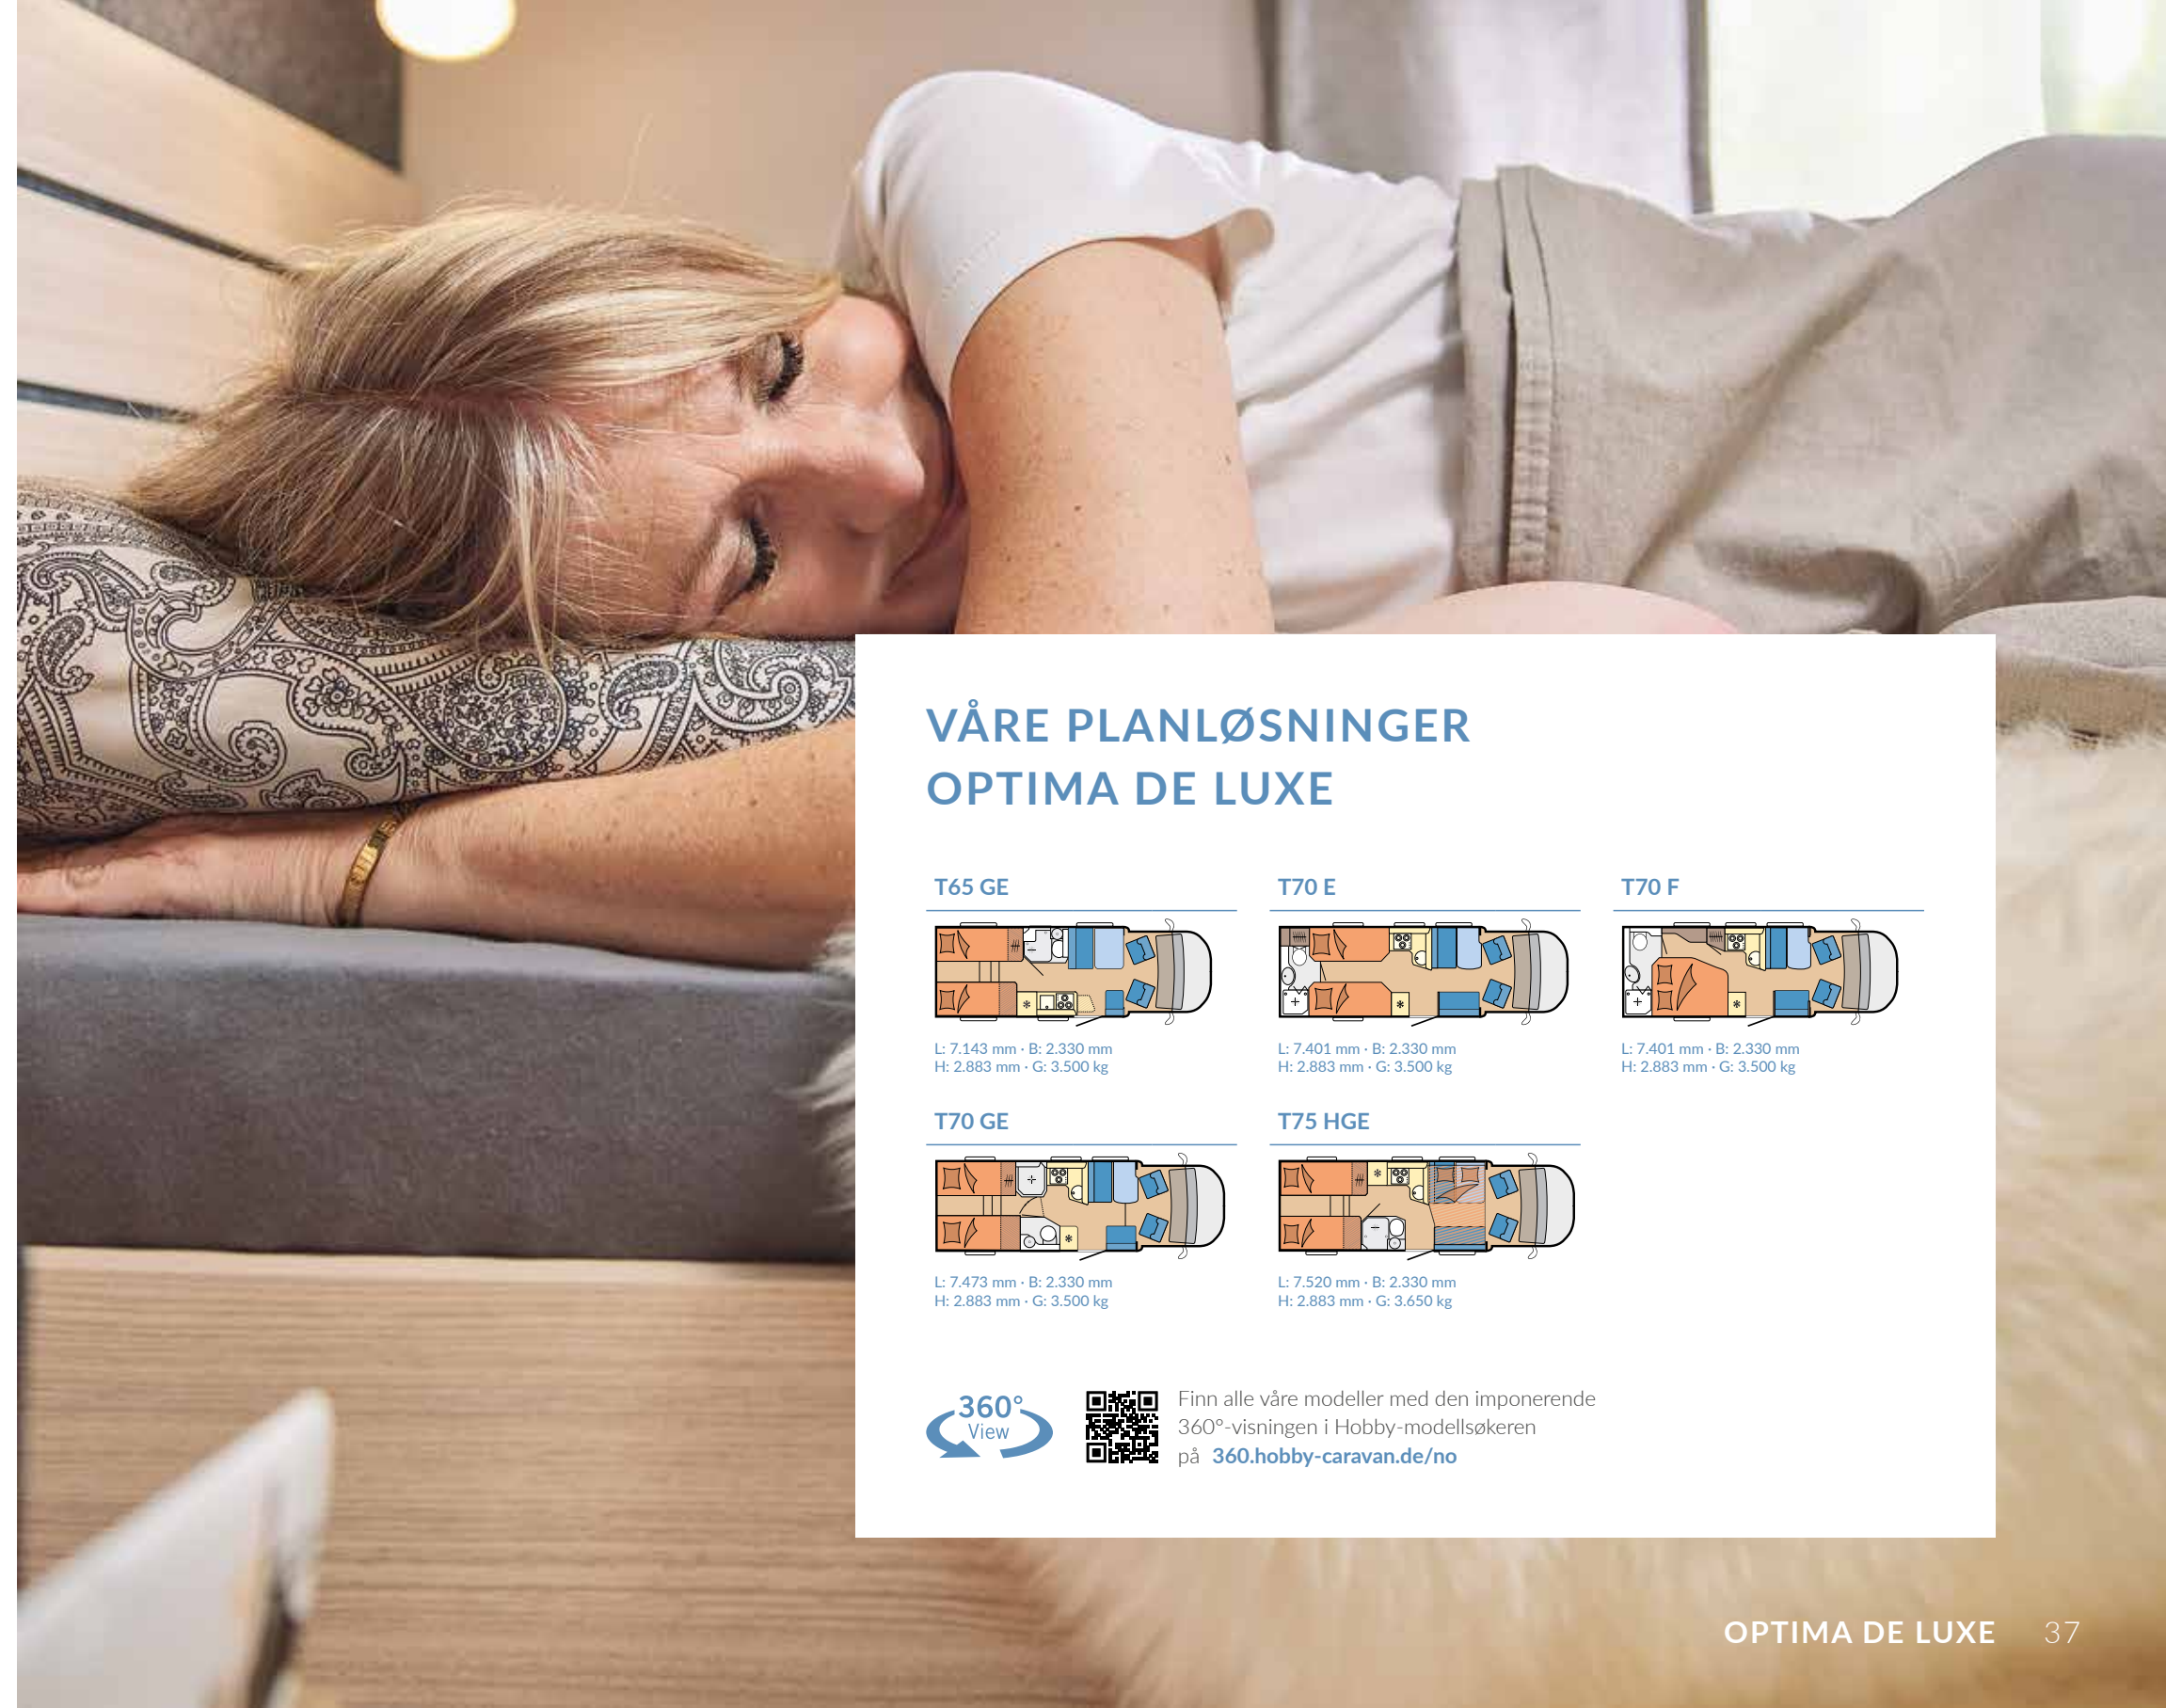 VÅRE PLANLØSNINGER
OPTIMA DE LUXE
T65 GE
L: 7.143 mm · B: 2.330 mm
H: 2.883 mm · G: 3.500 kg
T70 E
L: 7.401 mm · B: 2.330 mm
H: 2.883 mm · G: 3.500 kg
T70 F
L: 7.401 mm · B: 2.330 mm
H: 2.883 mm · G: 3.500 kg
T70 GE
L: 7.473 mm · B: 2.330 mm
H: 2.883 mm · G: 3.500 kg
T75 HGE
L: 7.520 mm · B: 2.330 mm
H: 2.883 mm · G: 3.650 kg
360°
View
Finn alle våre modeller med den imponerende
360°-visningen i Hobby-modellsøkeren
på 360.hobby-caravan.de/no
OPTIMA DE LUXE 37